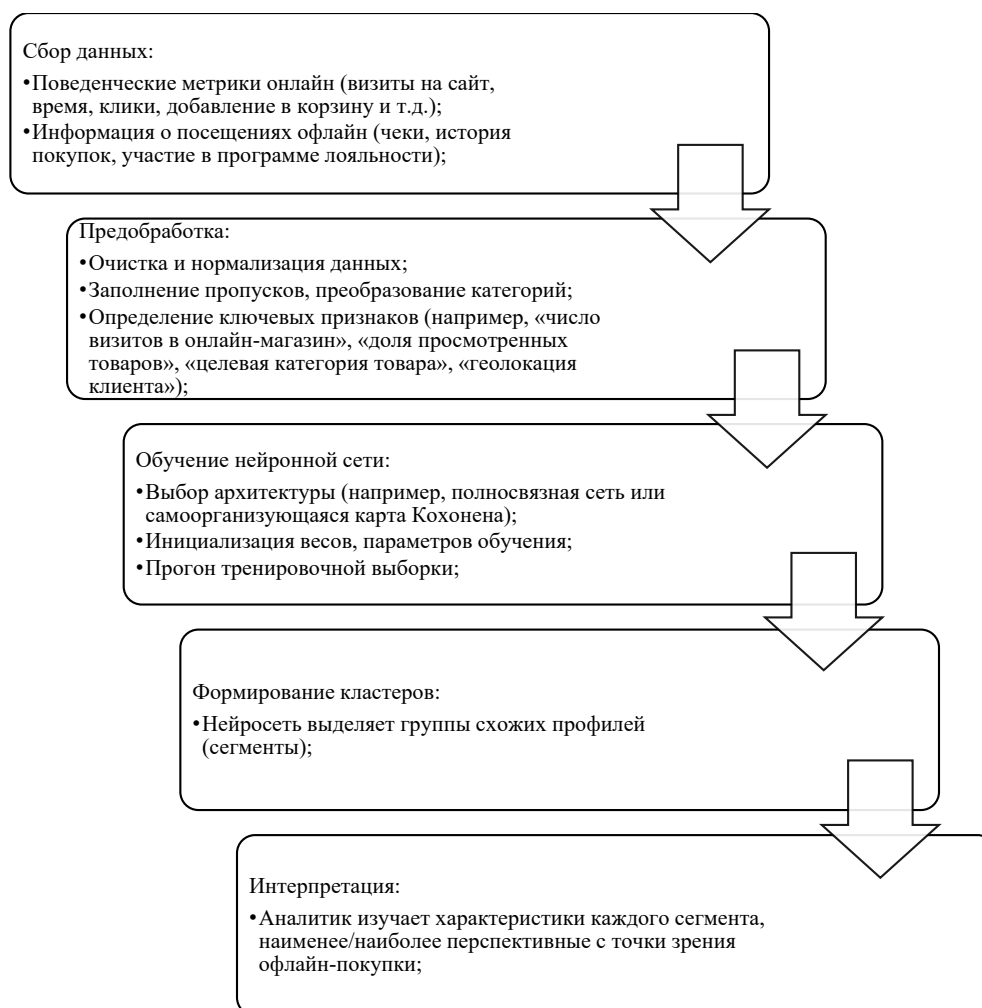 Сбор данных:
•Поведенческие метрики онлайн (визиты на сайт,
время, клики, добавление в корзину и т.д.);
•Информация о посещениях офлайн (чеки, история
покупок, участие в программе лояльности);
Предобработка:
•Очистка и нормализация данных;
•Заполнение пропусков, преобразование категорий;
•Определение ключевых признаков (например, «число
визитов в онлайн-магазин», «доля просмотренных
товаров», «целевая категория товара», «геолокация
клиента»);
Обучение нейронной сети:
•Выбор архитектуры (например, полносвязная сеть или
самоорганизующаяся карта Кохонена);
•Инициализация весов, параметров обучения;
•Прогон тренировочной выборки;
Формирование кластеров:
•Нейросеть выделяет группы схожих профилей
(сегменты);
Интерпретация:
•Аналитик изучает характеристики каждого сегмента,
наименее/наиболее перспективные с точки зрения
офлайн-покупки;